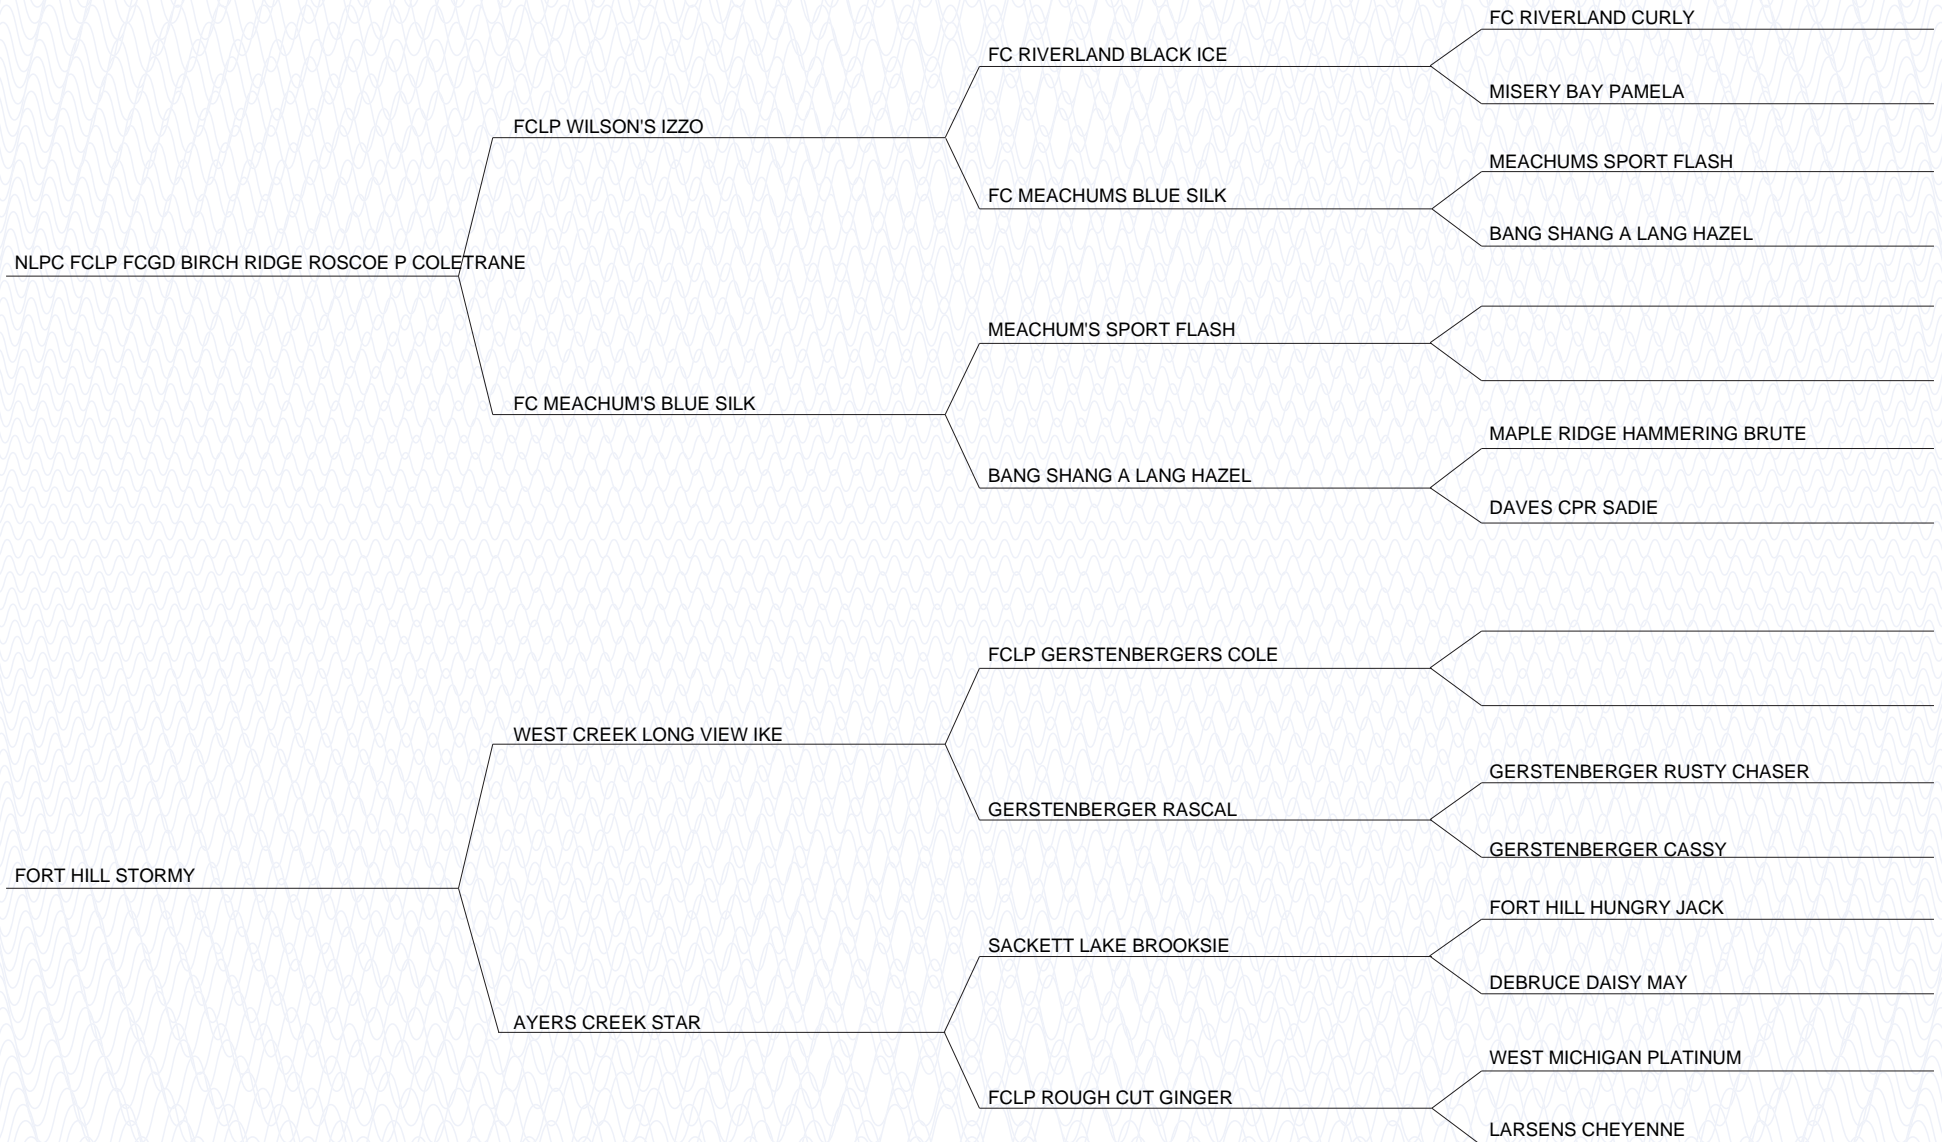 FC RIVERLAND CURLY
FC RIVERLAND BLACK ICE
MISERY BAY PAMELA
FCLP WILSON'S IZZO
MEACHUMS SPORT FLASH
FC MEACHUMS BLUE SILK
BANG SHANG A LANG HAZEL
NLPC FCLP FCGD BIRCH RIDGE ROSCOE P COLETRANE
MEACHUM'S SPORT FLASH
FC MEACHUM'S BLUE SILK
MAPLE RIDGE HAMMERING BRUTE
BANG SHANG A LANG HAZEL
DAVES CPR SADIE
FCLP GERSTENBERGERS COLE
WEST CREEK LONG VIEW IKE
GERSTENBERGER RUSTY CHASER
GERSTENBERGER RASCAL
GERSTENBERGER CASSY
FORT HILL STORMY
FORT HILL HUNGRY JACK
SACKETT LAKE BROOKSIE
DEBRUCE DAISY MAY
AYERS CREEK STAR
WEST MICHIGAN PLATINUM
FCLP ROUGH CUT GINGER
LARSENS CHEYENNE